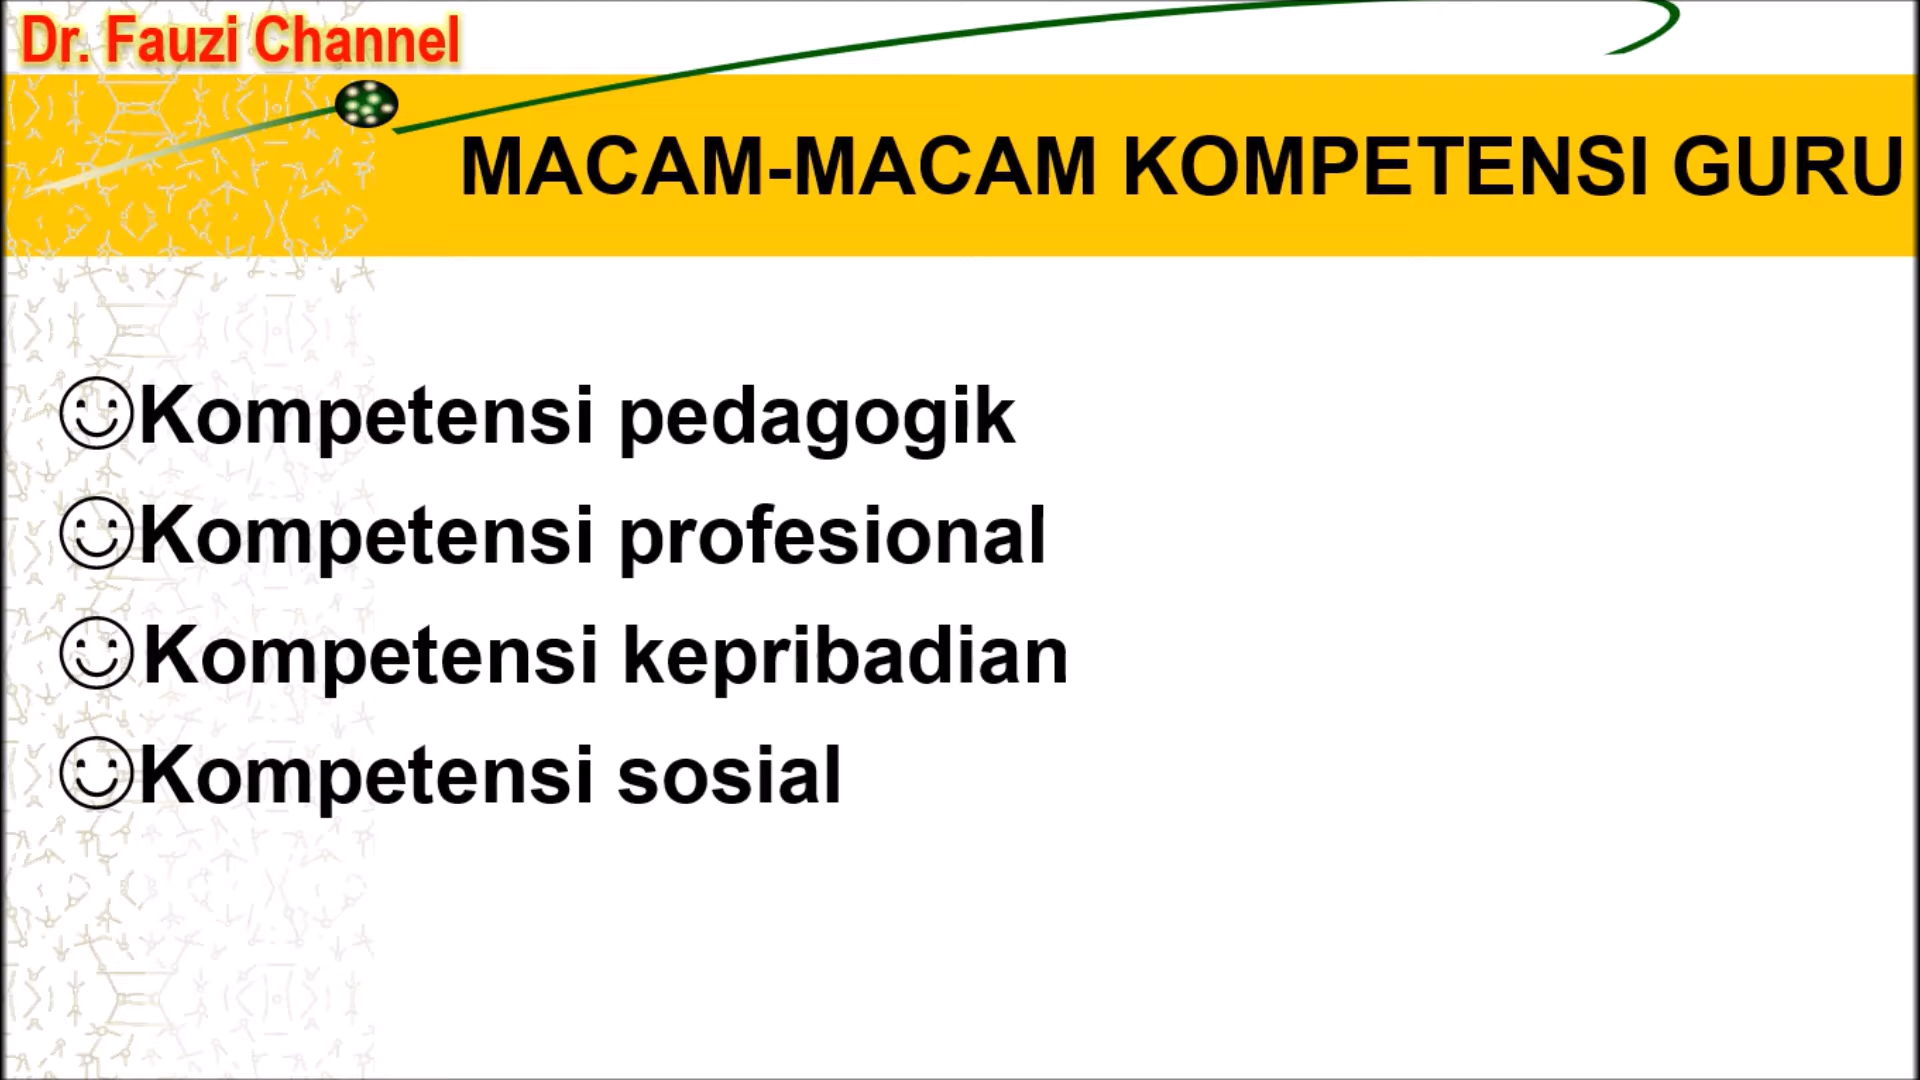 Dr. Fauzi Channel
MACAM-MACAM KOMPETENSI GURU
☺Kompetensi pedagogik
☺Kompetensi profesional
☺Kompetensi kepribadian
☺Kompetensi sosial